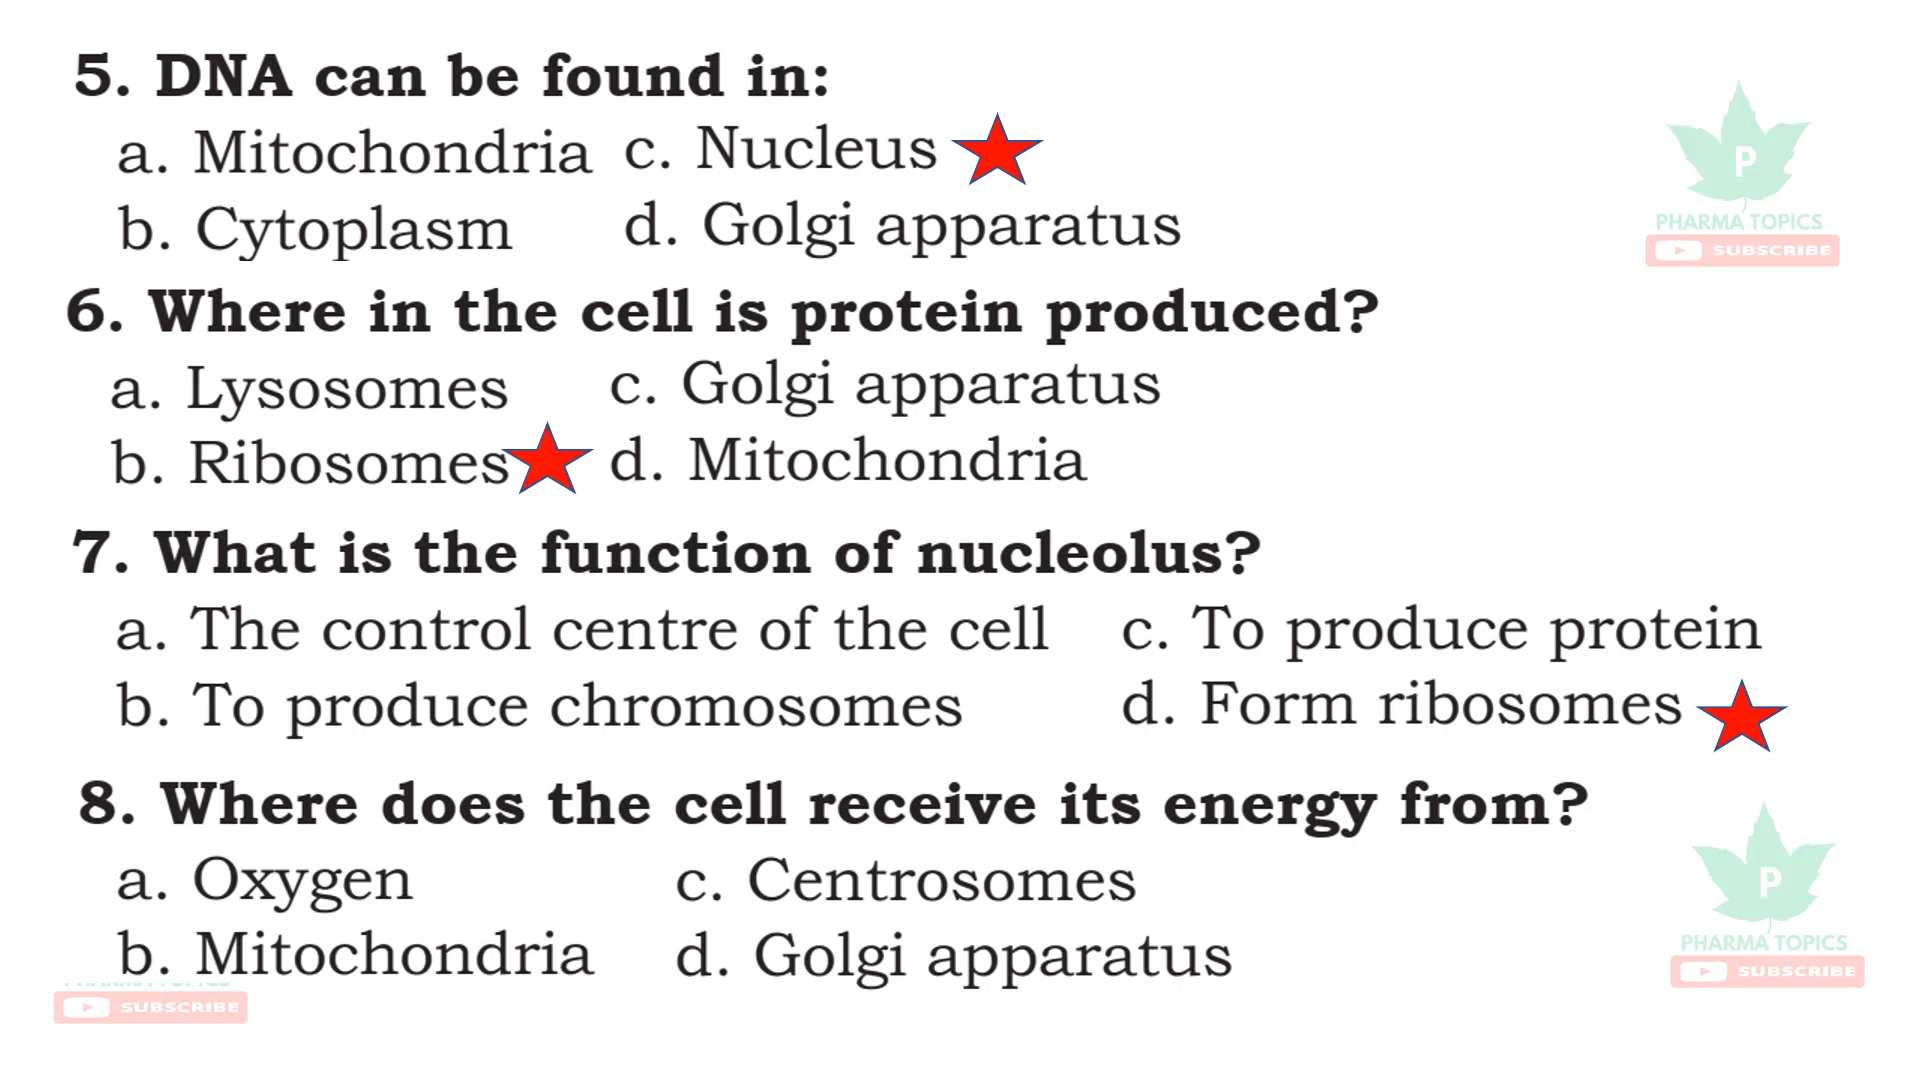 5. DNA can be found in:
a. Mitochondria c. Nucleus
b. Cytoplasm d. Golgi apparatus
P
PHARMA TOPICS
SUBSCRIBE
6. Where in the cell is protein produced?
a. Lysosomes c. Golgi apparatus
b. Ribosomes d. Mitochondria
7. What is the function of nucleolus?
a. The control centre of the cell c. To produce protein
b. To produce chromosomes d. Form ribosomes
8. Where does the cell receive its energy from?
a. Oxygen c. Centrosomes
b. Mitochondria d. Golgi apparatus
P
PHARMA TOPICS
SUBSCRIBE
SUBSCRIBE